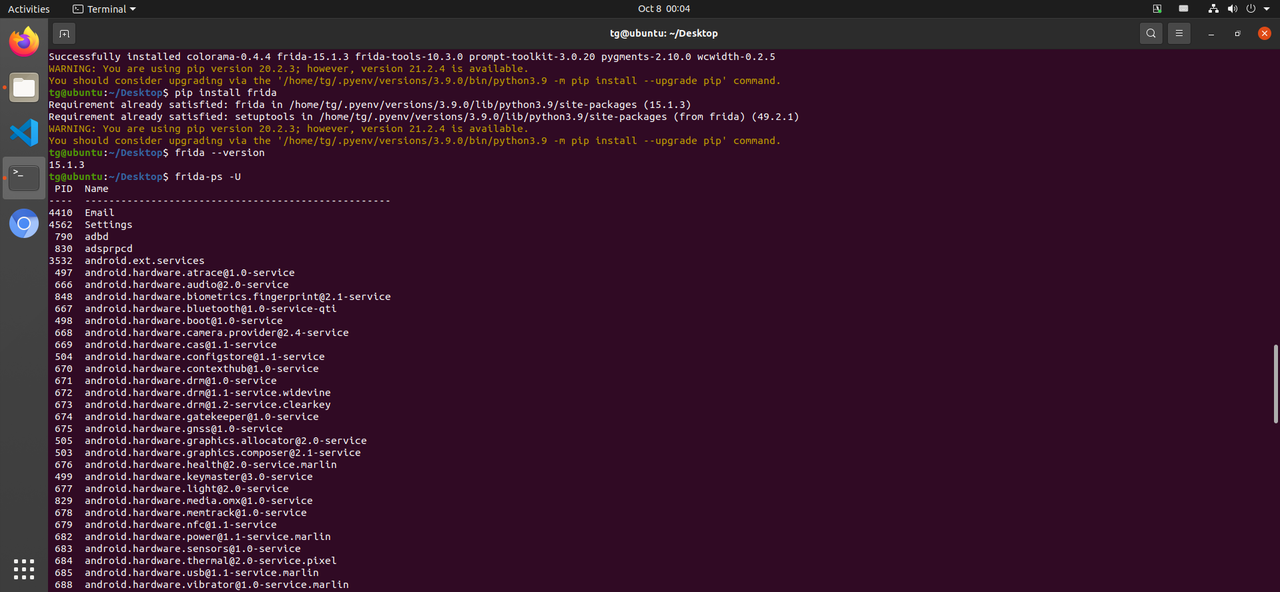 Activities
Terminal
Oct 8 00:04
tg@ubuntu: ~/Desktop
Successfully installed colorama-0.4.4 frida-15.1.3 frida-tools-10.3.0 prompt-toolkit-3.0.20 pygments-2.10.0 wcwidth-0.2.5
WARNING: You are using pip version 20.2.3; however, version 21.2.4 is available.
You should consider upgrading via the '/home/tg/.pyenv/versions/3.9.0/bin/python3.9 -m pip install --upgrade pip' command.
tg@ubuntu:~/Desktop$ pip install frida
Requirement already satisfied: frida in /home/tg/.pyenv/versions/3.9.0/lib/python3.9/site-packages (15.1.3)
Requirement already satisfied: setuptools in /home/tg/.pyenv/versions/3.9.0/lib/python3.9/site-packages (from frida) (49.2.1)
WARNING: You are using pip version 20.2.3; however, version 21.2.4 is available.
You should consider upgrading via the '/home/tg/.pyenv/versions/3.9.0/bin/python3.9 -m pip install --upgrade pip' command.
tg@ubuntu:~/Desktop$ frida --version
15.1.3
tg@ubuntu:~/Desktop$ frida-ps -U
PID  Name
----  ---------------------------------------------------
4410  Email
4562  Settings
790  adbd
830  adsprpcd
3532  android.ext.services
497  android.hardware.atrace@1.0-service
666  android.hardware.audio@2.0-service
848  android.hardware.biometrics.fingerprint@2.1-service
667  android.hardware.bluetooth@1.0-service-qti
498  android.hardware.boot@1.0-service
668  android.hardware.camera.provider@2.4-service
669  android.hardware.cas@1.1-service
504  android.hardware.configstore@1.1-service
670  android.hardware.contexthub@1.0-service
671  android.hardware.drm@1.0-service
672  android.hardware.drm@1.1-service.widevine
673  android.hardware.drm@1.2-service.clearkey
674  android.hardware.gatekeeper@1.0-service
675  android.hardware.gnss@1.0-service
505  android.hardware.graphics.allocator@2.0-service
503  android.hardware.graphics.composer@2.1-service
676  android.hardware.health@2.0-service.marlin
499  android.hardware.keymaster@3.0-service
677  android.hardware.light@2.0-service
829  android.hardware.media.omx@1.0-service
678  android.hardware.memtrack@1.0-service
679  android.hardware.nfc@1.1-service
682  android.hardware.power@1.1-service.marlin
683  android.hardware.sensors@1.0-service
684  android.hardware.thermal@2.0-service.pixel
685  android.hardware.usb@1.1-service.marlin
688  android.hardware.vibrator@1.0-service.marlin